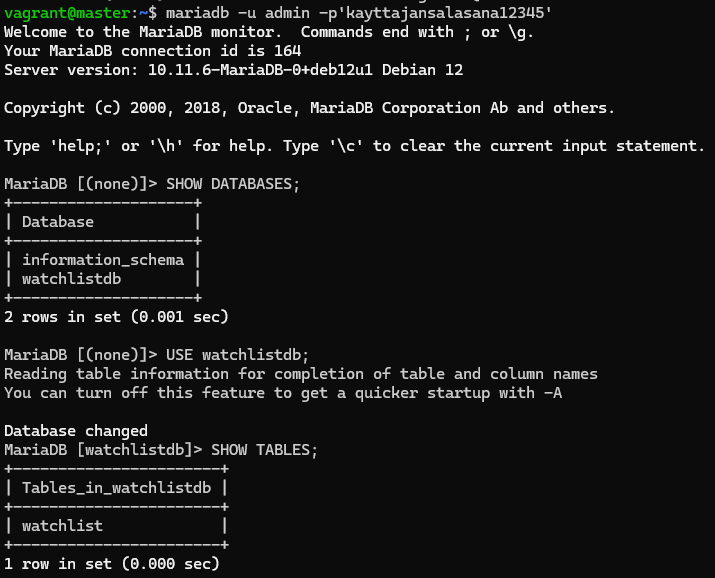 vagrant@master:~$ mariadb -u admin -p'kayttajansalasana12345'
Welcome to the MariaDB monitor.  Commands end with ; or \g.
Your MariaDB connection id is 164
Server version: 10.11.6-MariaDB-0+deb12u1 Debian 12

Copyright (c) 2000, 2018, Oracle, MariaDB Corporation Ab and others.

Type 'help;' or '\h' for help. Type '\c' to clear the current input statement.

MariaDB [(none)]> SHOW DATABASES;
+--------------------+
| Database           |
+--------------------+
| information_schema |
| watchlistdb        |
+--------------------+
2 rows in set (0.001 sec)

MariaDB [(none)]> USE watchlistdb;
Reading table information for completion of table and column names
You can turn off this feature to get a quicker startup with -A

Database changed
MariaDB [watchlistdb]> SHOW TABLES;
+-----------------------+
| Tables_in_watchlistdb |
+-----------------------+
| watchlist             |
+-----------------------+
1 row in set (0.000 sec)